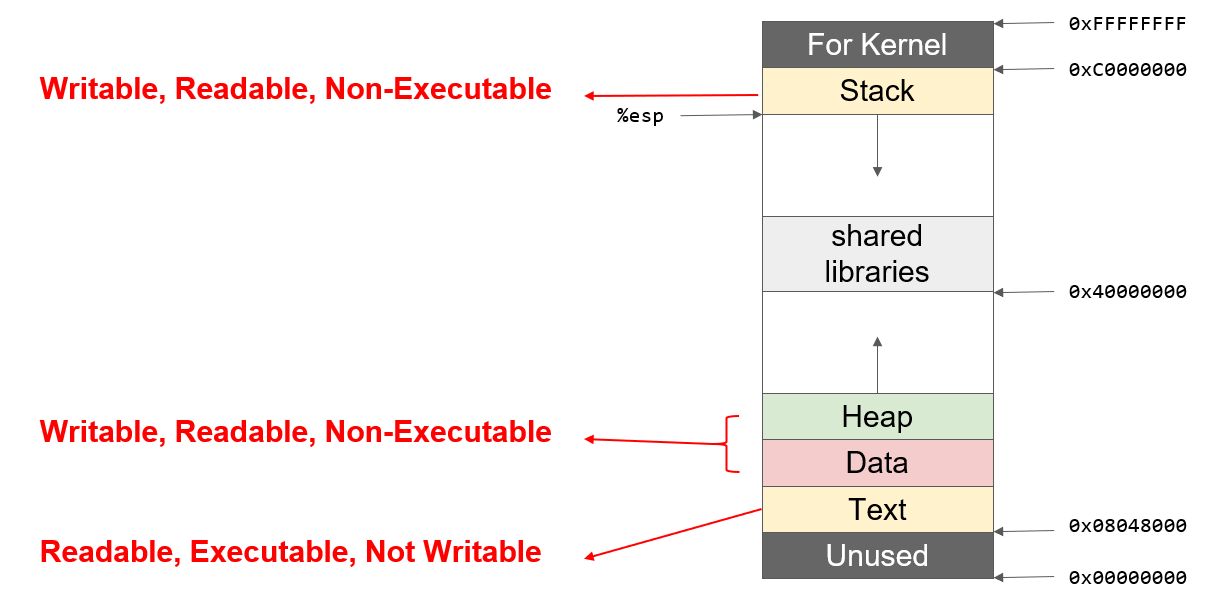 For Kernel
0xFFFFFFFF
0xC0000000
Writable, Readable, Non-Executable
Stack
%esp
shared
libraries
0x40000000
Writable, Readable, Non-Executable
Heap
Data
Text
0x08048000
Readable, Executable, Not Writable
Unused
0x00000000